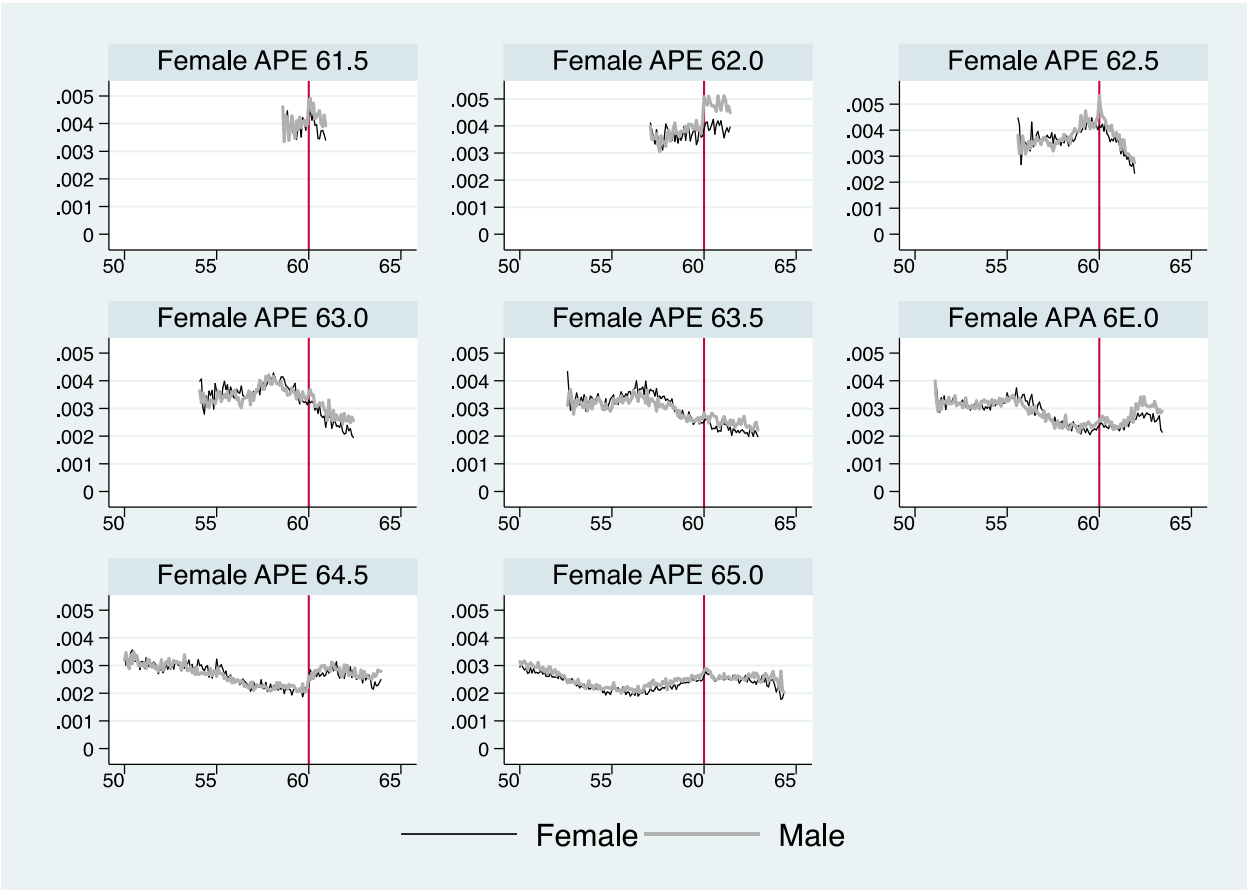 Female APE 61.5
.005
.004
.003
.002
.001
0
50 55 60 65
Female APE 62.0
.005
.004
.003
.002
.001
0
50 55 60 65
Female APE 62.5
.005
.004
.003
.002
.001
0
50 55 60 65
Female APE 63.0
.005
.004
.003
.002
.001
0
50 55 60 65
Female APE 63.5
.005
.004
.003
.002
.001
0
50 55 60 65
Female APA 6E.0
.005
.004
.003
.002
.001
0
50 55 60 65
Female APE 64.5
.005
.004
.003
.002
.001
0
50 55 60 65
Female APE 65.0
.005
.004
.003
.002
.001
0
50 55 60 65
Female Male